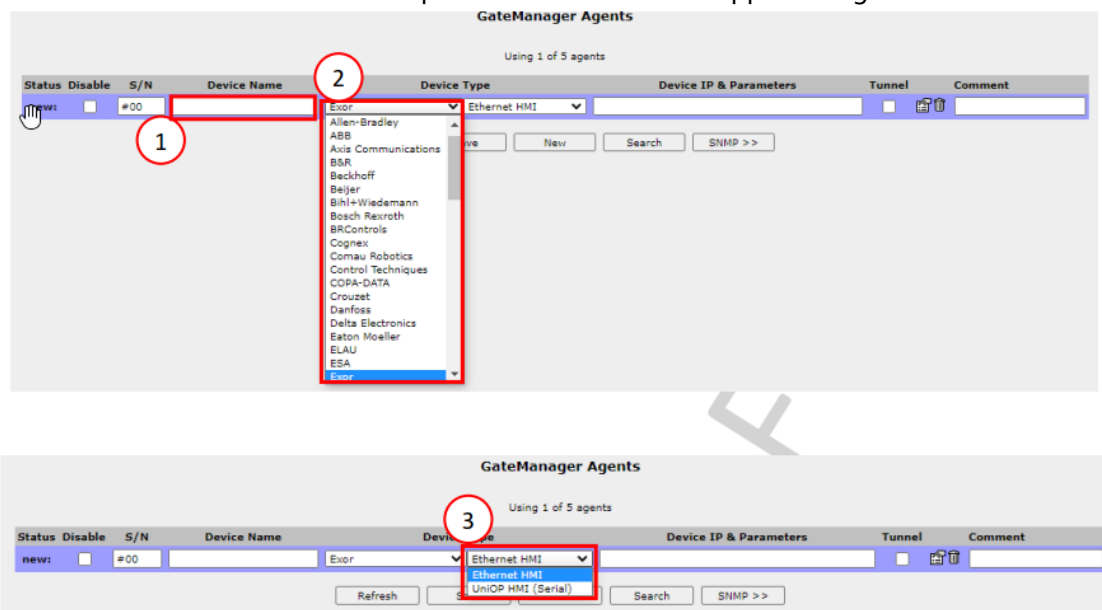 GateManager Agents
Using 1 of 5 agents
Status Disable S/N Device Name Device Type Device IP & Parameters Tunnel Comment
new: #00 Exor Ethernet HMI
1
2
Allen-Bradley
ABB
Axis Communications
B&R
Beckhoff
Beijer
Bihl+Wiedemann
Bosch Rexroth
BRControls
Cognex
Comau Robotics
Control Techniques
COPA-DATA
Crouzet
Danfoss
Delta Electronics
Eaton Moeller
ELAU
ESA
Exor
New Search SNMP >>
GateManager Agents
Using 1 of 5 agents
3
Status Disable S/N Device Name Device Type Device IP & Parameters Tunnel Comment
new: #00 Exor Ethernet HMI
Ethernet HMI
UniOP HMI (Serial)
Refresh Search SNMP >>